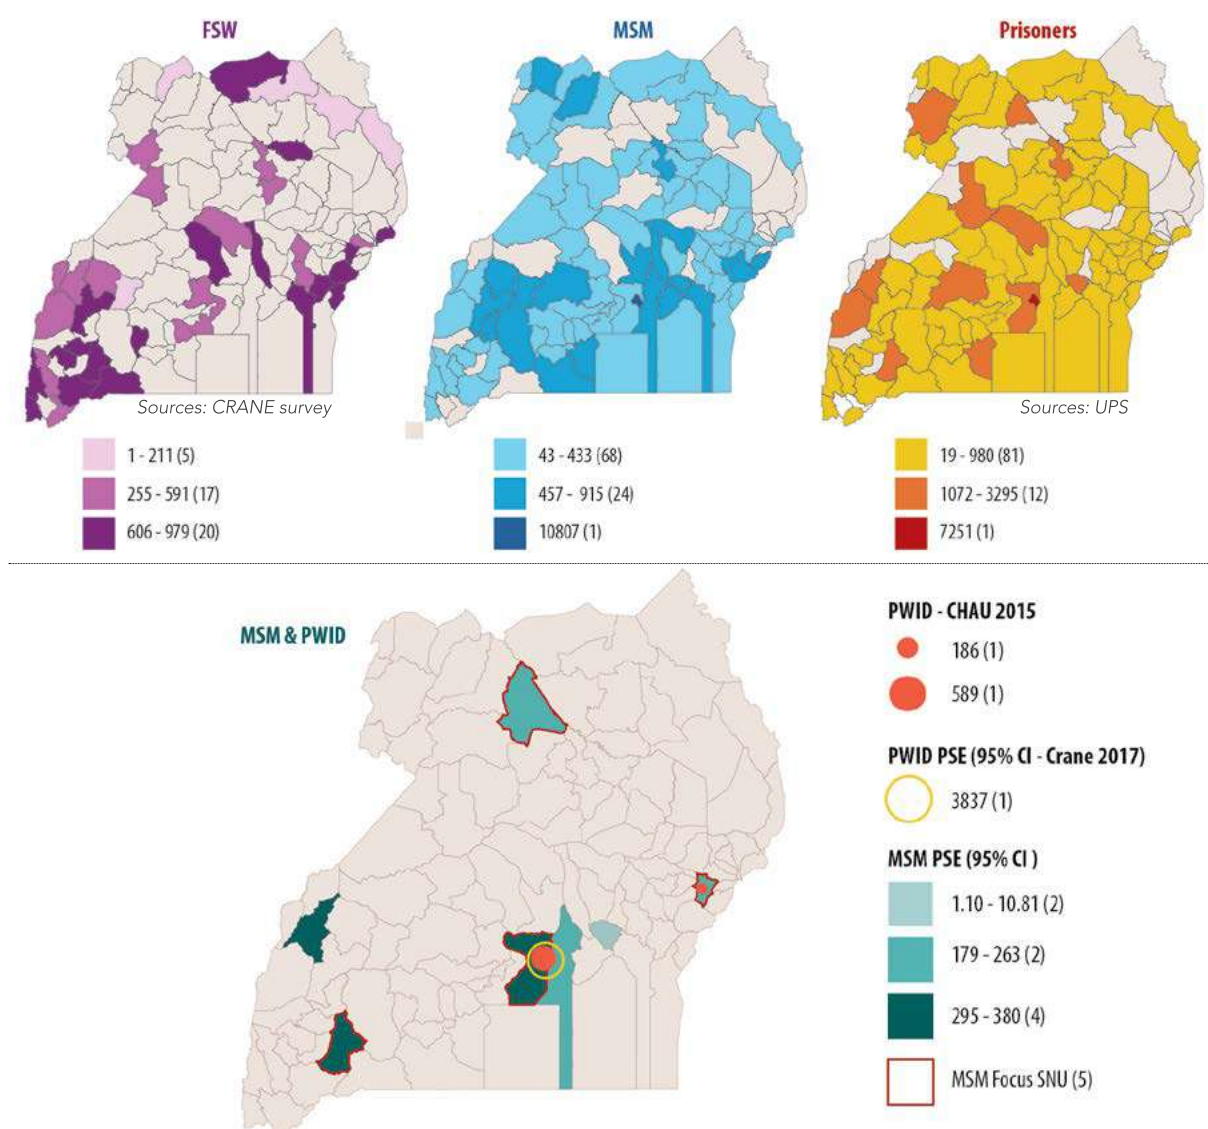 FSW
MSM
Prisoners
Sources: CRANE survey
Sources: UPS
1 - 211 (5)
255 - 591 (17)
606 - 979 (20)
43 - 433 (68)
457 - 915 (24)
10807 (1)
19 - 980 (81)
1072 - 3295 (12)
7251 (1)
MSM & PWID
PWID - CHAU 2015
186 (1)
589 (1)
PWID PSE (95% CI - Crane 2017)
3837 (1)
MSM PSE (95% CI )
1.10 - 10.81 (2)
179 - 263 (2)
295 - 380 (4)
MSM Focus SNU (5)